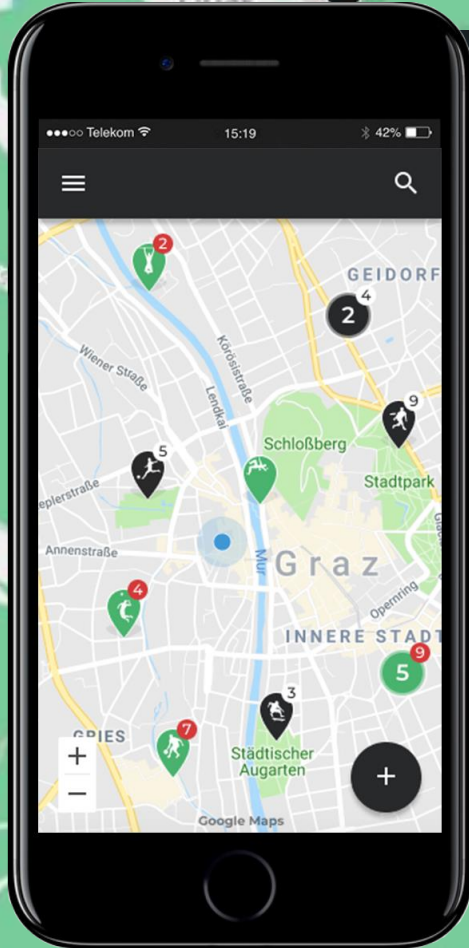 ●●●○○ Telekom 15:19 42%
2
GEIDORF
4
2
Körösistraße
Wiener Straße
Lendkai
9
5
Schloßberg
Stadtpark
eplerstraße
Annenstraße
Mur
Graz
4
Opernring
INNERE STADT
9
5
3
7
GRIES
+
−
Städtischer
Augarten
+
Google Maps